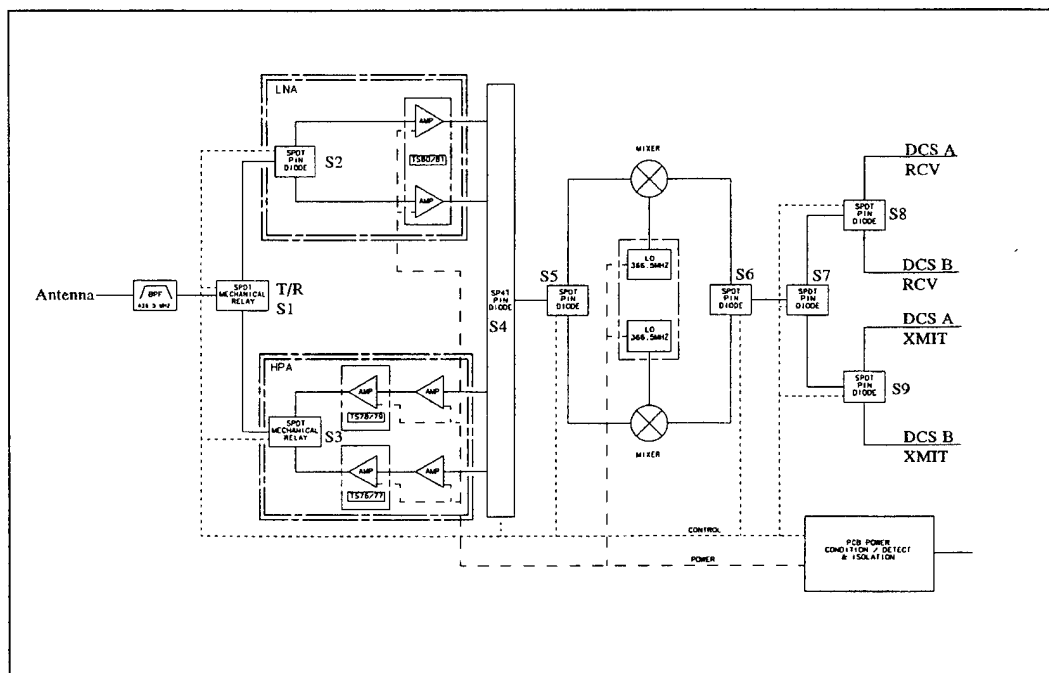 LNA
AMP
SPDT
PIN
DIODE
S2
TS80/81
AMP
Antenna
BPF
SPDT
MECHANICAL
RELAY
T/R
S1
SP4T
PIN
DIODE
S4
MIXER
LO
366.5MHZ
LO
366.5MHZ
MIXER
S5
SPDT
PIN
DIODE
S6
SPDT
PIN
DIODE
S7
SPDT
PIN
DIODE
DCS A
RCV
SPDT
PIN
DIODE
S8
DCS B
RCV
DCS A
XMIT
SPDT
PIN
DIODE
S9
DCS B
XMIT
HPA
AMP
AMP
TS78/79
SPDT
MECHANICAL
RELAY
S3
AMP
AMP
TS76/77
CONTROL
POWER
PCB POWER
CONDITION / DETECT
& ISOLATION